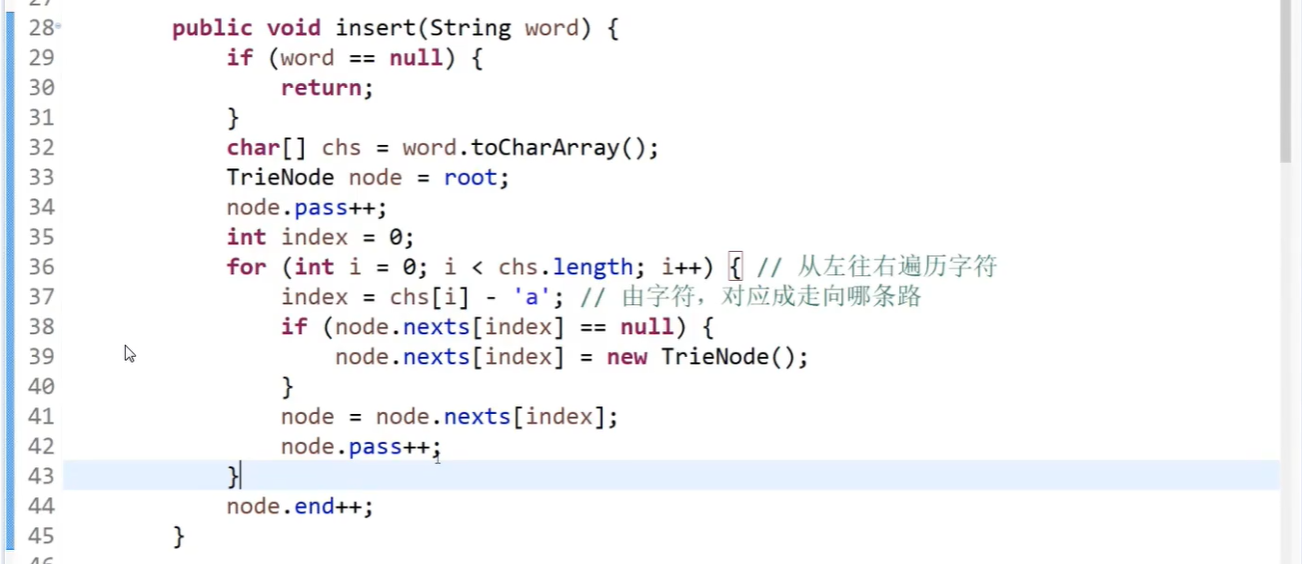 28 public void insert(String word) {
29 if (word == null) {
30 return;
31 }
32 char[] chs = word.toCharArray();
33 TrieNode node = root;
34 node.pass++;
35 int index = 0;
36 for (int i = 0; i < chs.length; i++) { // 从左往右遍历字符
37 index = chs[i] - 'a'; // 由字符，对应成走向哪条路
38 if (node.nexts[index] == null) {
39 node.nexts[index] = new TrieNode();
40 }
41 node = node.nexts[index];
42 node.pass++;
43 }
44 node.end++;
45 }